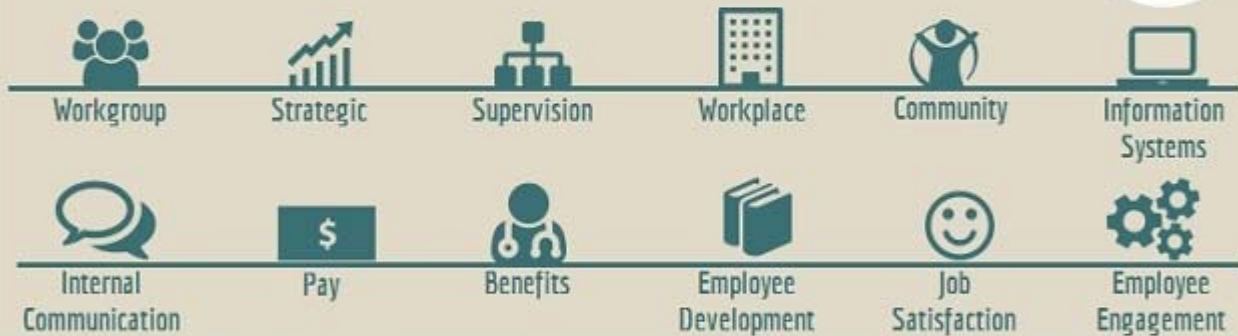 Workgroup
Strategic
Supervision
Workplace
Community
Information
Systems
$
Internal
Communication
Pay
Benefits
Employee
Development
Job
Satisfaction
Employee
Engagement